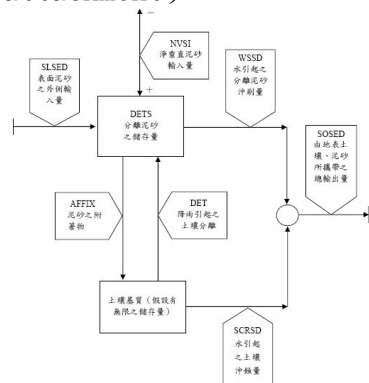 NVSI
淨垂直泥砂
輸入量
SLSED
表面泥砂
之外側輸
入量
WSSD
水引起之
分離泥砂
沖刷量
DETS
分離泥砂
之儲存量
SOSED
由地表土
壤、泥砂
所攜帶之
總輸出量
AFFIX
泥砂之附
著物
DET
降雨引起之
土壤分離
土壤基質（假設有
無限之儲存量）
SCRSD
水引起
之土壤
沖蝕量